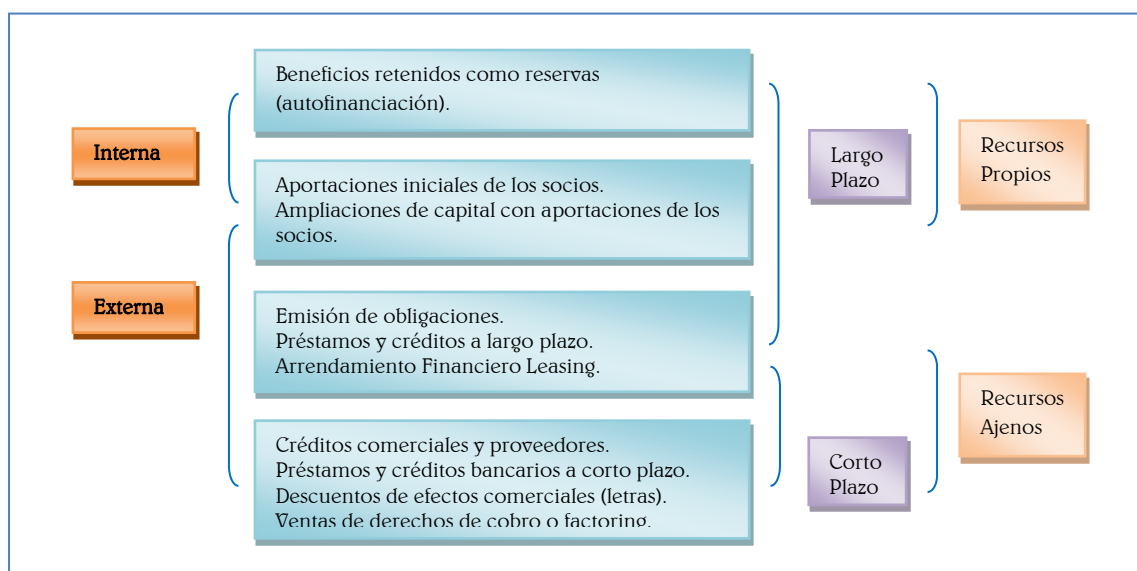 Interna
Externa
Beneficios retenidos como reservas
(autofinanciación).
Aportaciones iniciales de los socios.
Ampliaciones de capital con aportaciones de los
socios.
Emisión de obligaciones.
Préstamos y créditos a largo plazo.
Arrendamiento Financiero Leasing.
Créditos comerciales y proveedores.
Préstamos y créditos bancarios a corto plazo.
Descuentos de efectos comerciales (letras).
Ventas de derechos de cobro o factoring.
Largo
Plazo
Corto
Plazo
Recursos
Propios
Recursos
Ajenos